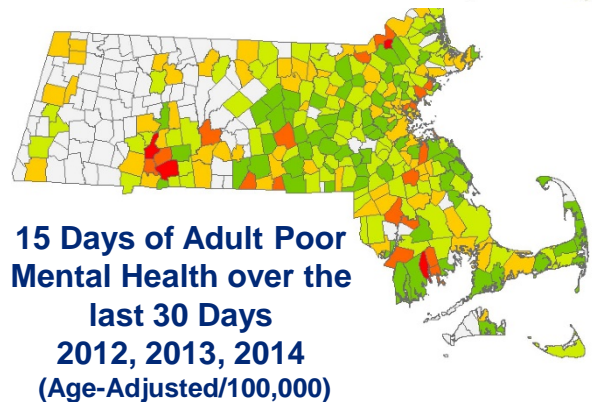 15 Days of Adult Poor
Mental Health over the
last 30 Days
2012, 2013, 2014
(Age-Adjusted/100,000)